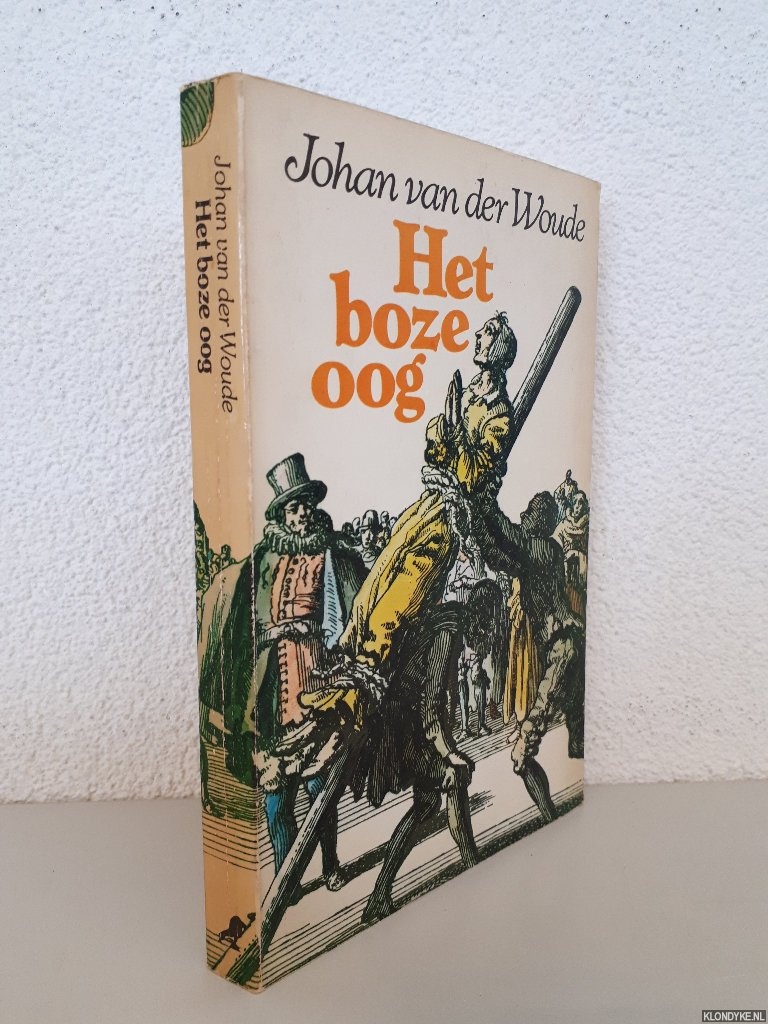 Johan van der Woude
Het
boze
oog
Johan van der Woude
Het boze oog
KLONDYKE.NL